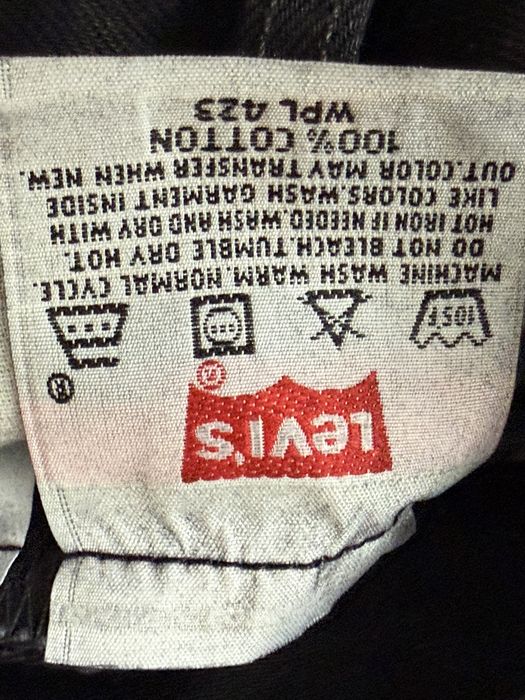 LEVI'S ®
®
105F
MACHINE WASH WARM, NORMAL CYCLE.
DO NOT BLEACH. TUMBLE DRY HOT.
HOT IRON IF NEEDED. WASH AND DRY WITH
LIKE COLORS. WASH GARMENT INSIDE
OUT. COLOR MAY TRANSFER WHEN NEW.
100% COTTON
WPL 423